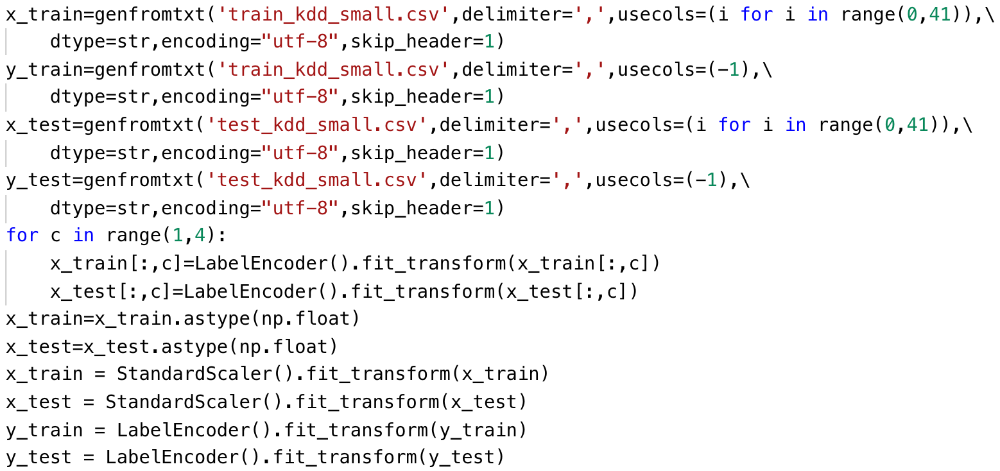 x_train=genfromtxt('train_kdd_small.csv',delimiter=',',usecols=(i for i in range(0,41)),\
    dtype=str,encoding="utf-8",skip_header=1)
y_train=genfromtxt('train_kdd_small.csv',delimiter=',',usecols=(-1),\
    dtype=str,encoding="utf-8",skip_header=1)
x_test=genfromtxt('test_kdd_small.csv',delimiter=',',usecols=(i for i in range(0,41)),\
    dtype=str,encoding="utf-8",skip_header=1)
y_test=genfromtxt('test_kdd_small.csv',delimiter=',',usecols=(-1),\
    dtype=str,encoding="utf-8",skip_header=1)
for c in range(1,4):
    x_train[:,c]=LabelEncoder().fit_transform(x_train[:,c])
    x_test[:,c]=LabelEncoder().fit_transform(x_test[:,c])
x_train=x_train.astype(np.float)
x_test=x_test.astype(np.float)
x_train = StandardScaler().fit_transform(x_train)
x_test = StandardScaler().fit_transform(x_test)
y_train = LabelEncoder().fit_transform(y_train)
y_test = LabelEncoder().fit_transform(y_test)